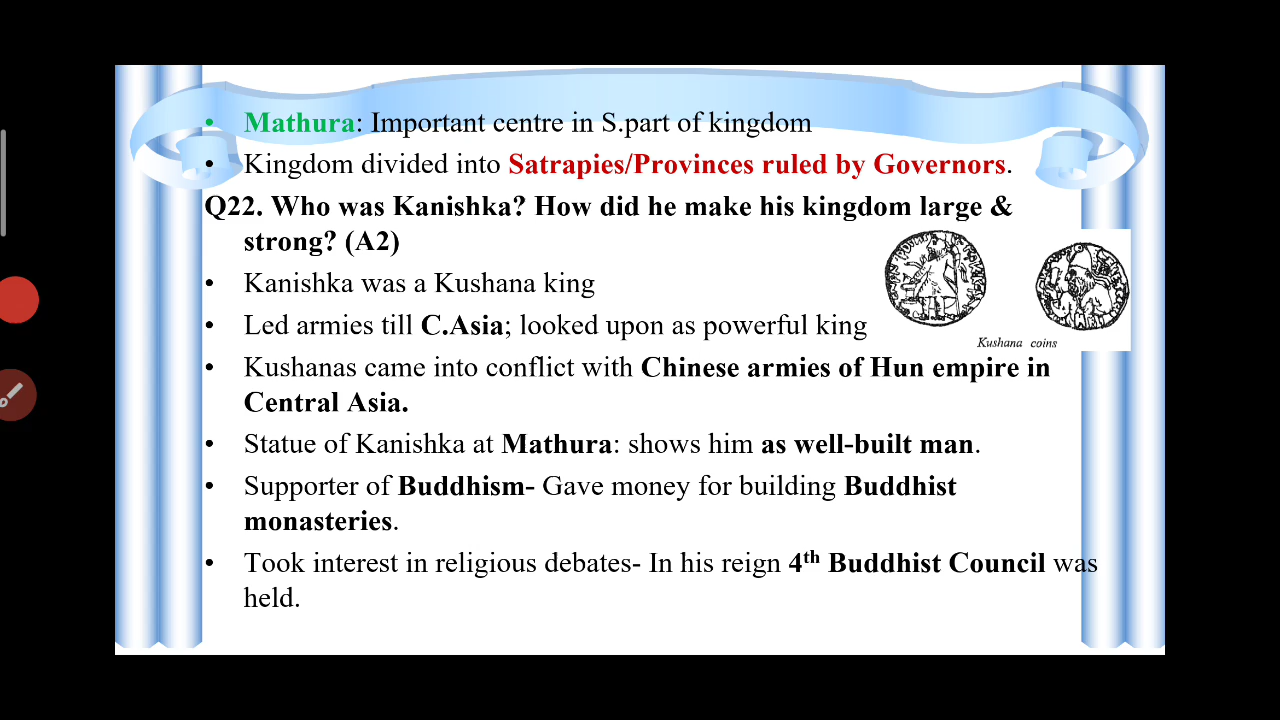 • Mathura: Important centre in S.part of kingdom
• Kingdom divided into Satrapies/Provinces ruled by Governors.
Q22. Who was Kanishka? How did he make his kingdom large &
strong? (A2)
• Kanishka was a Kushana king
• Led armies till C.Asia; looked upon as powerful king
Kushana coins
• Kushanas came into conflict with Chinese armies of Hun empire in
Central Asia.
• Statue of Kanishka at Mathura: shows him as well-built man.
• Supporter of Buddhism- Gave money for building Buddhist
monasteries.
• Took interest in religious debates- In his reign 4th Buddhist Council was
held.